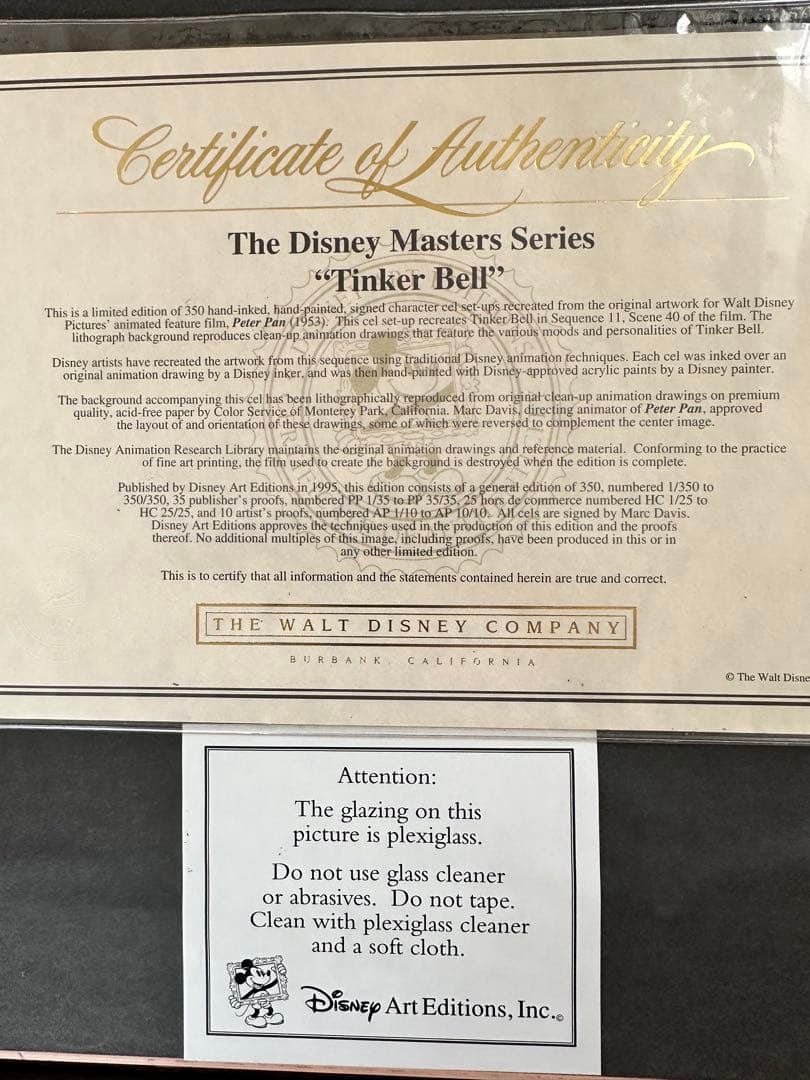 Certificate of Authenticity
The Disney Masters Series
“Tinker Bell”
This is a limited edition of 350 hand-inked, hand-painted, signed character cel set-ups recreated from the original artwork for Walt Disney
Pictures' animated feature film, Peter Pan (1953). This cel set-up recreates Tinker Bell in Sequence 11, Scene 40 of the film. The
lithograph background reproduces clean-up animation drawings that feature the various moods and personalities of Tinker Bell.
Disney artists have recreated the artwork from this sequence using traditional Disney animation techniques. Each cel was inked over an
original animation drawing by a Disney inker, and was then hand-painted with Disney-approved acrylic paints by a Disney painter.
The background accompanying this cel has been lithographically reproduced from original clean-up animation drawings on premium
quality, acid-free paper by Color Service of Monterey Park, California. Marc Davis, directing animator of Peter Pan, approved
the layout of and orientation of these drawings, some of which were reversed to complement the center image.
The Disney Animation Research Library maintains the original animation drawings and reference material. Conforming to the practice
of fine art printing, the film used to create the background is destroyed when the edition is complete.
Published by Disney Art Editions in 1995, this edition consists of a general edition of 350, numbered 1/350 to
350/350, 35 publisher's proofs, numbered PP 1/35 to PP 35/35, 25 hors de commerce numbered HC 1/25 to
HC 25/25, and 10 artist's proofs, numbered AP 1/10 to AP 10/10. All cels are signed by Marc Davis.
Disney Art Editions approves the techniques used in the production of this edition and the proofs
thereof. No additional multiples of this image, including proofs, have been produced in this or in
any other limited edition.
This is to certify that all information and the statements contained herein are true and correct.
THE WALT DISNEY COMPANY
BURBANK, CALIFORNIA
© The Walt Disne
Attention:
The glazing on this
picture is plexiglass.
Do not use glass cleaner
or abrasives. Do not tape.
Clean with plexiglass cleaner
and a soft cloth.
Disney Art Editions, Inc.©